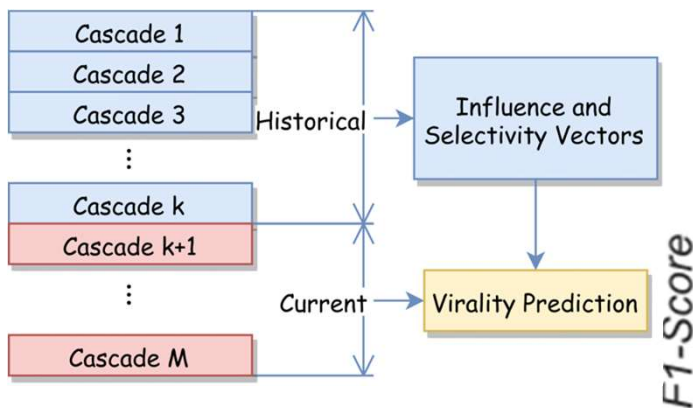 Cascade 1
Cascade 2
Cascade 3
Historical
Influence and
Selectivity Vectors
⋮
Cascade k
Cascade k+1
⋮
Current
Virality Prediction
Cascade M
F1-Score